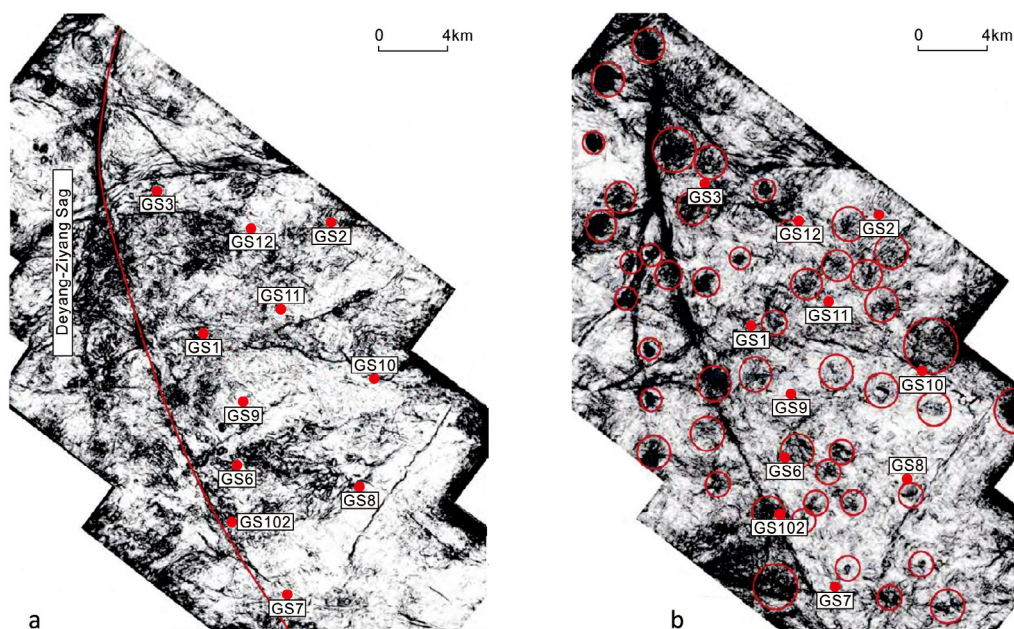 0 4km
Deyang-Ziyang Sag
GS3
GS12
GS2
GS11
GS1
GS10
GS9
GS6
GS8
GS102
GS7
a
0 4km
GS3
GS12
GS2
GS11
GS1
GS10
GS9
GS6
GS8
GS102
GS7
b